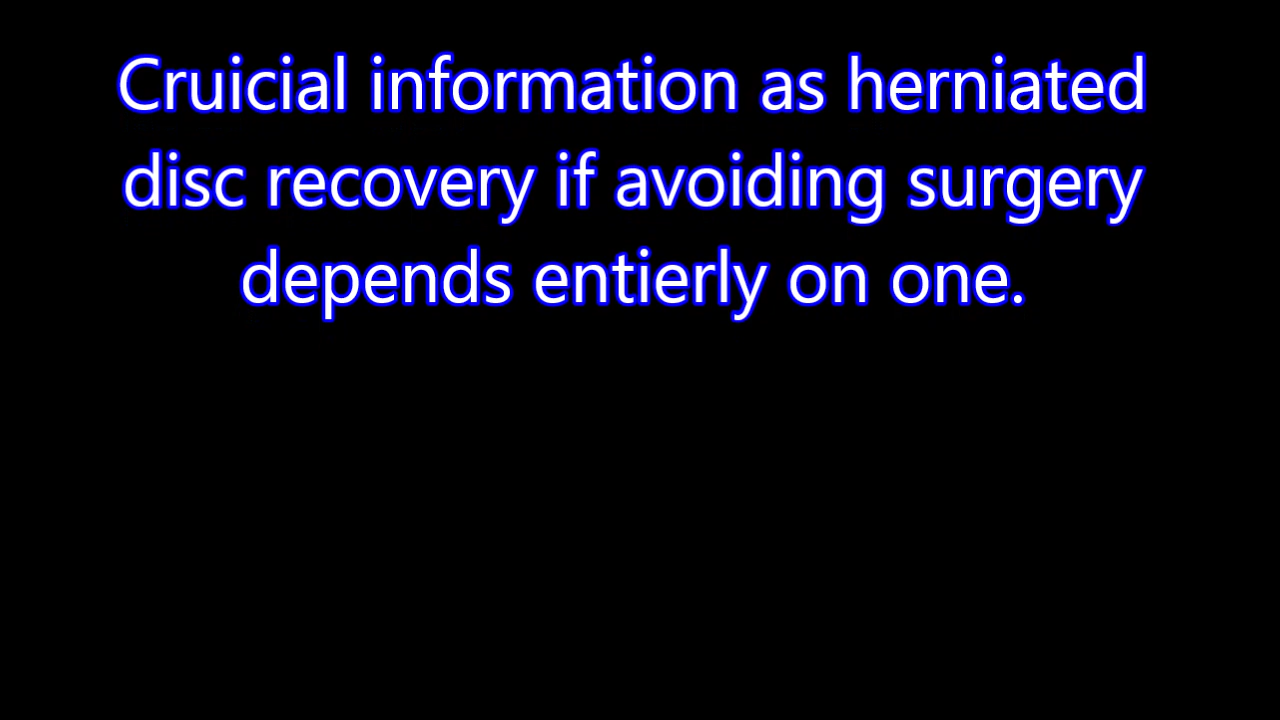 Cruicial information as herniated
disc recovery if avoiding surgery
depends entierly on one.